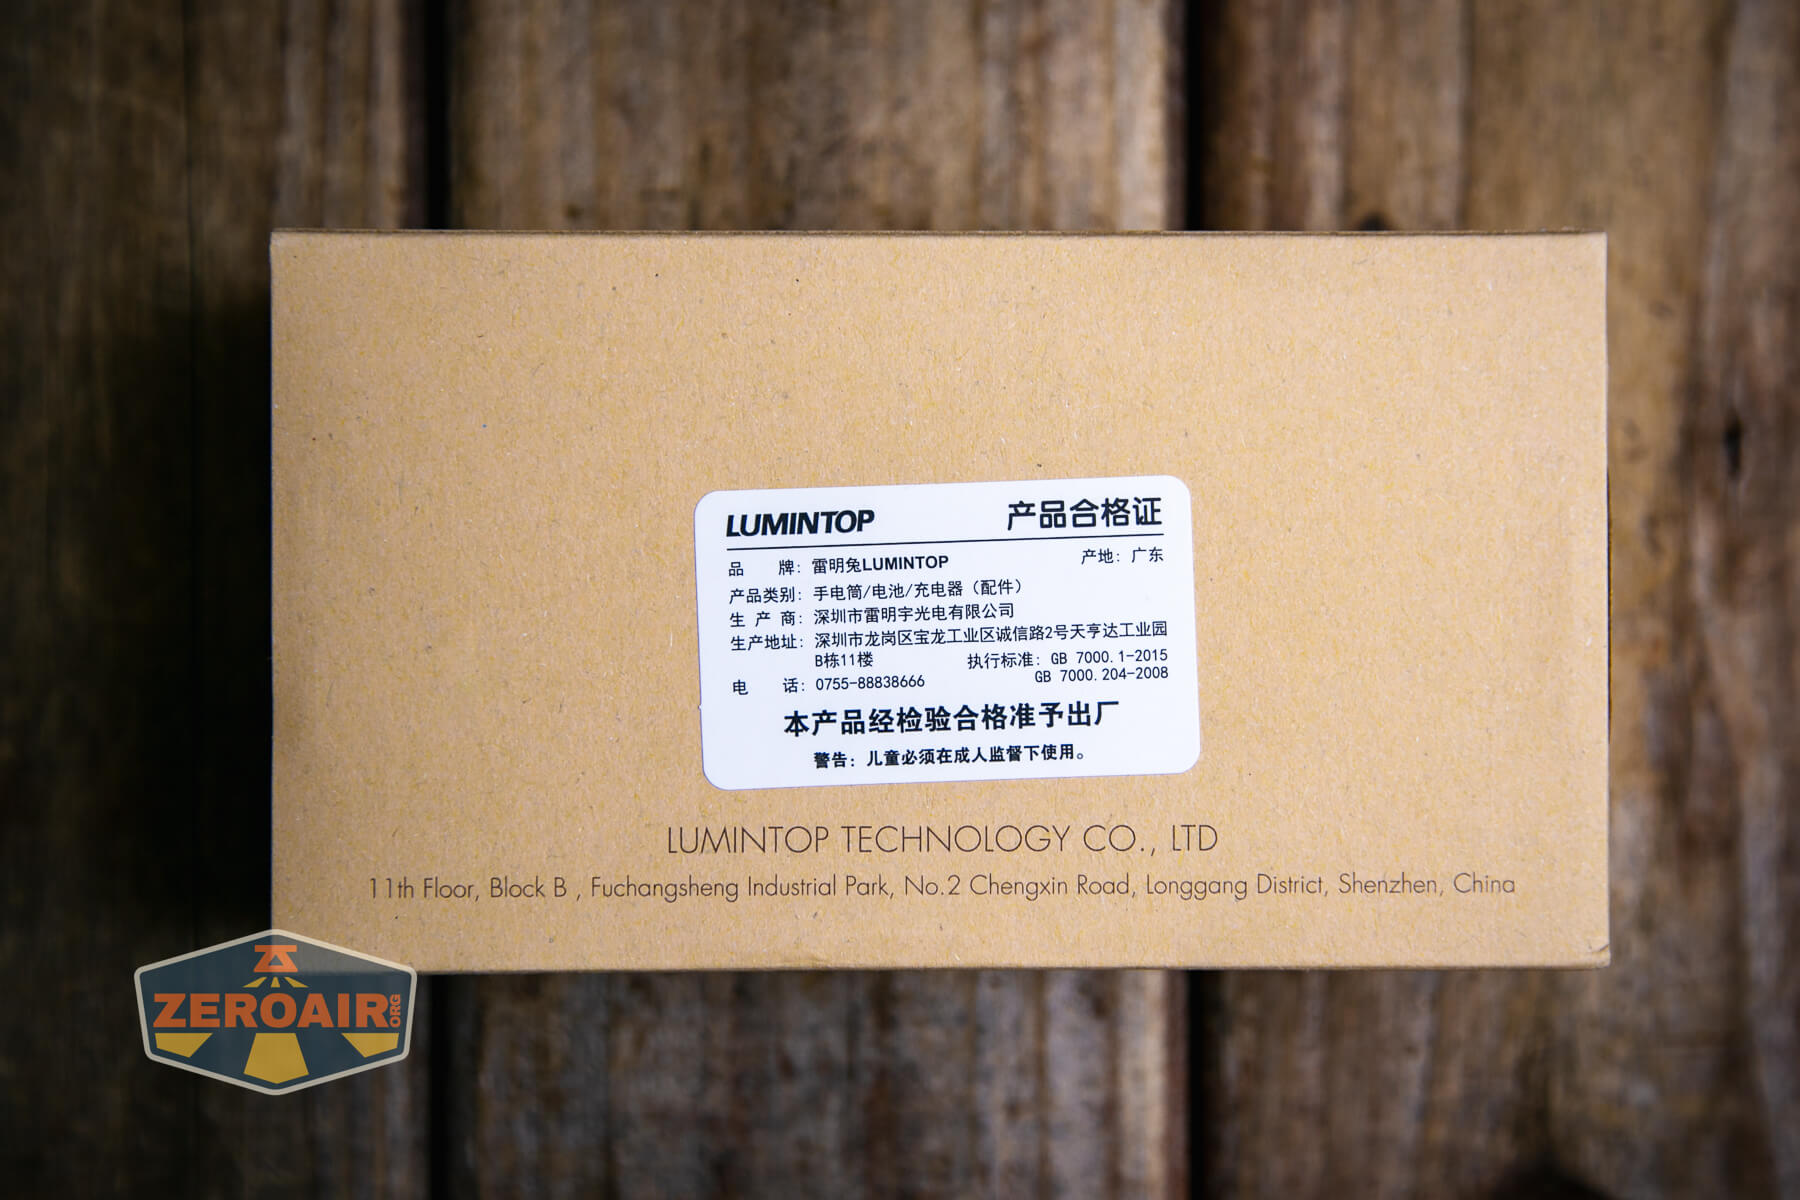 LUMINTOP 产品合格证
品 牌：雷明兔LUMINTOP 产地：广东
产品类别：手电筒/电池/充电器（配件）
生 产 商：深圳市雷明宇光电有限公司
生产地址：深圳市龙岗区宝龙工业区诚信路2号天亨达工业园
B栋11楼 执行标准：GB 7000.1-2015
GB 7000.204-2008
电 话：0755-88838666
本产品经检验合格准予出厂
警告：儿童必须在成人监督下使用。
LUMINTOP TECHNOLOGY CO., LTD
11th Floor, Block B , Fuchangsheng Industrial Park, No.2 Chengxin Road, Longgang District, Shenzhen, China
ZEROAIR.ORG